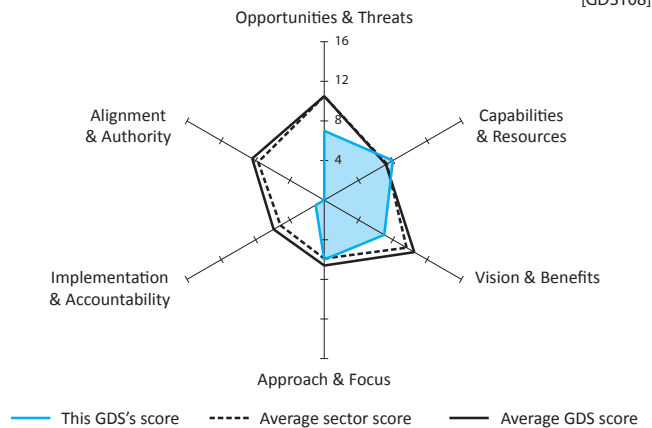 Opportunities & Threats
16
12
8
4
Alignment
& Authority
Capabilities
& Resources
Implementation
& Accountability
Vision & Benefits
Approach & Focus
This GDS's score
Average sector score
Average GDS score